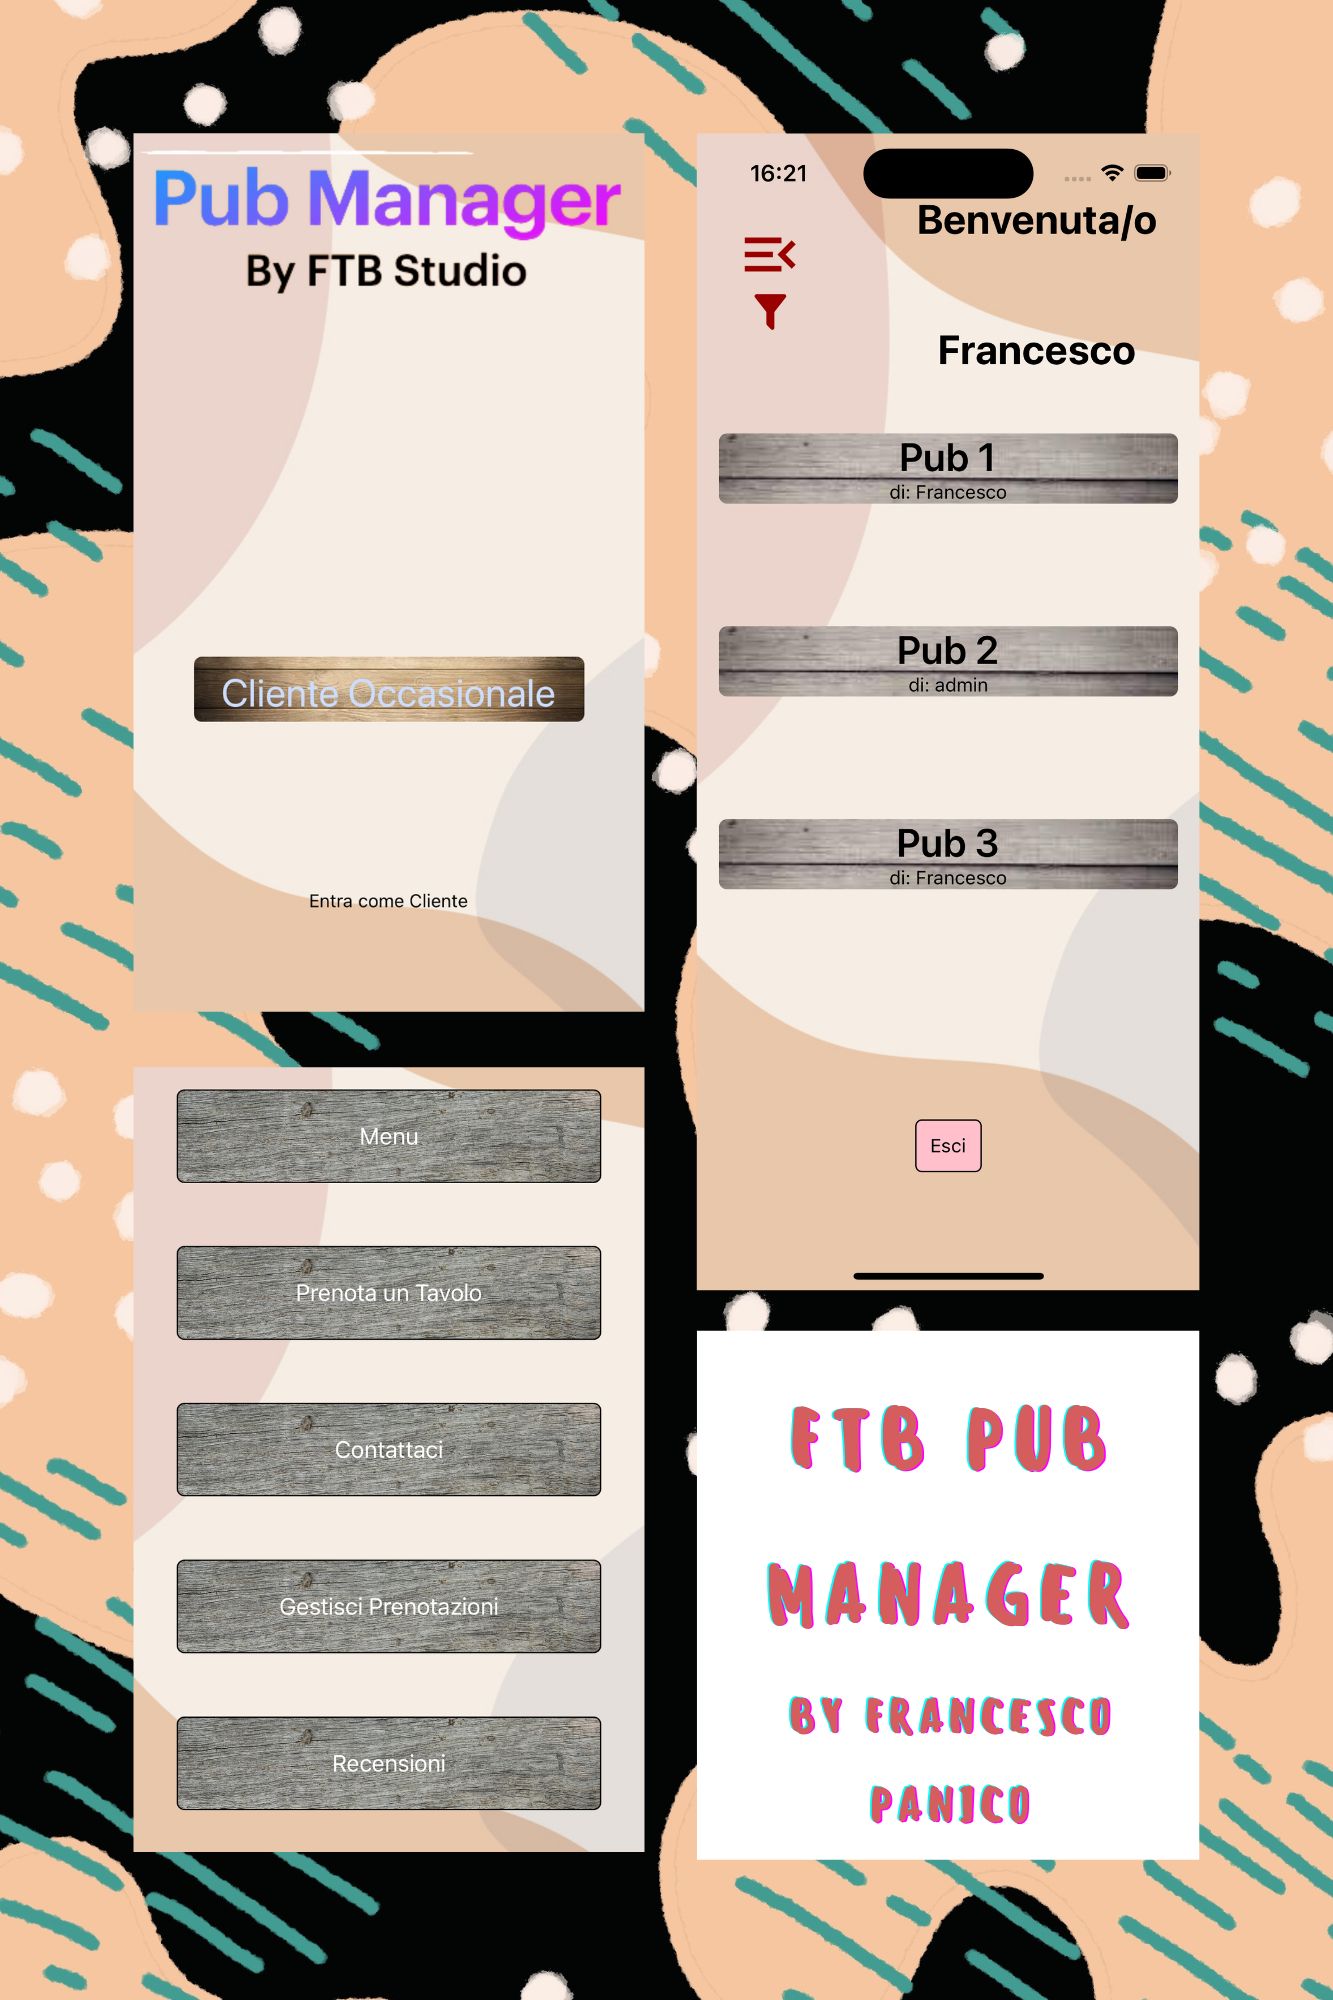 Pub Manager
By FTB Studio
Cliente Occasionale
Entra come Cliente
16:21
Benvenuta/o
Francesco
Pub 1
di: Francesco
Pub 2
di: admin
Pub 3
di: Francesco
Esci
Menu
Prenota un Tavolo
Contattaci
Gestisci Prenotazioni
Recensioni
FTB PUB
MANAGER
BY FRANCESCO
PANICO